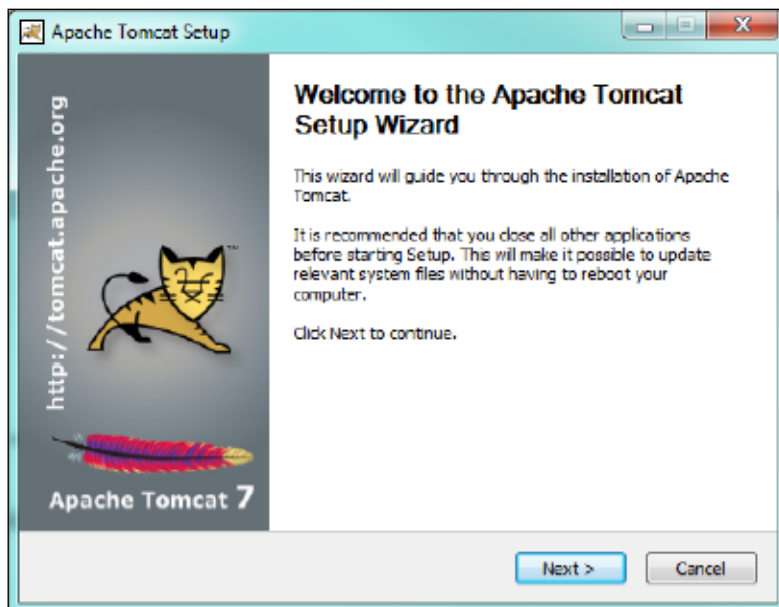 Apache Tomcat Setup
http://tomcat.apache.org
TM
Apache Tomcat 7
Welcome to the Apache Tomcat
Setup Wizard
This wizard will guide you through the installation of Apache
Tomcat.
It is recommended that you close all other applications
before starting Setup. This will make it possible to update
relevant system files without having to reboot your
computer.
Click Next to continue.
Next >
Cancel